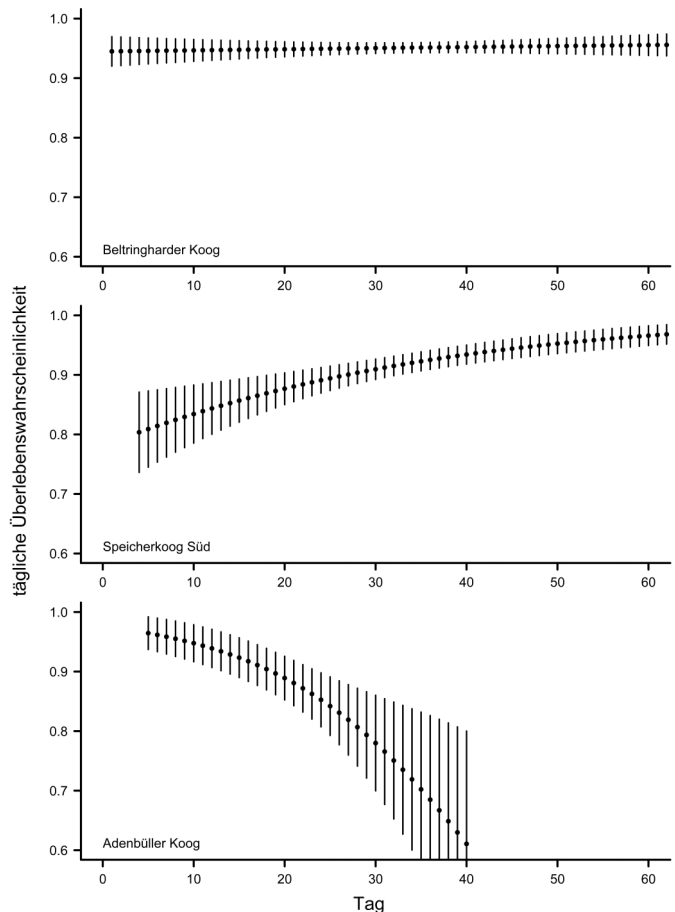 tägliche Überlebenswahrscheinlichkeit
1.0
0.9
0.8
0.7
0.6
Beltringharder Koog
0 10 20 30 40 50 60
1.0
0.9
0.8
0.7
0.6
Speicherkoog Süd
0 10 20 30 40 50 60
1.0
0.9
0.8
0.7
0.6
Adenbüller Koog
0 10 20 30 40 50 60
Tag